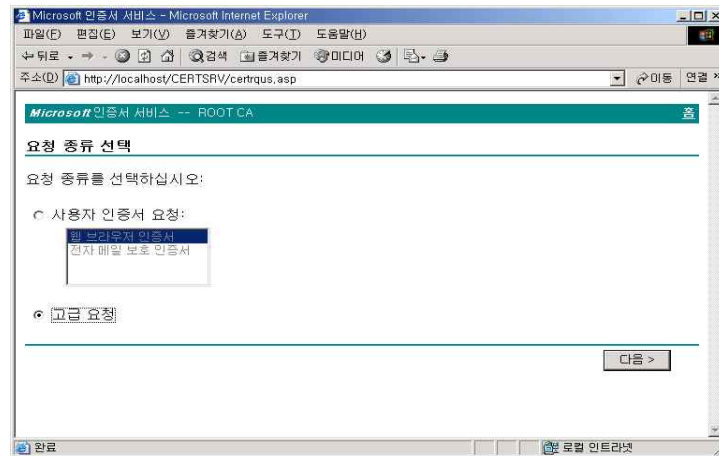 Microsoft 인증서 서비스 - Microsoft Internet Explorer
파일(F) 편집(E) 보기(V) 즐겨찾기(A) 도구(T) 도움말(H)
뒤로 검색 즐겨찾기 미디어
주소(D) http://localhost/CERTSRV/certrqus.asp 이동 연결 »
Microsoft 인증서 서비스 -- ROOT CA 홈
요청 종류 선택
요청 종류를 선택하십시오:
사용자 인증서 요청:
웹 브라우저 인증서
전자 메일 보호 인증서
고급 요청
다음 >
완료 로컬 인트라넷